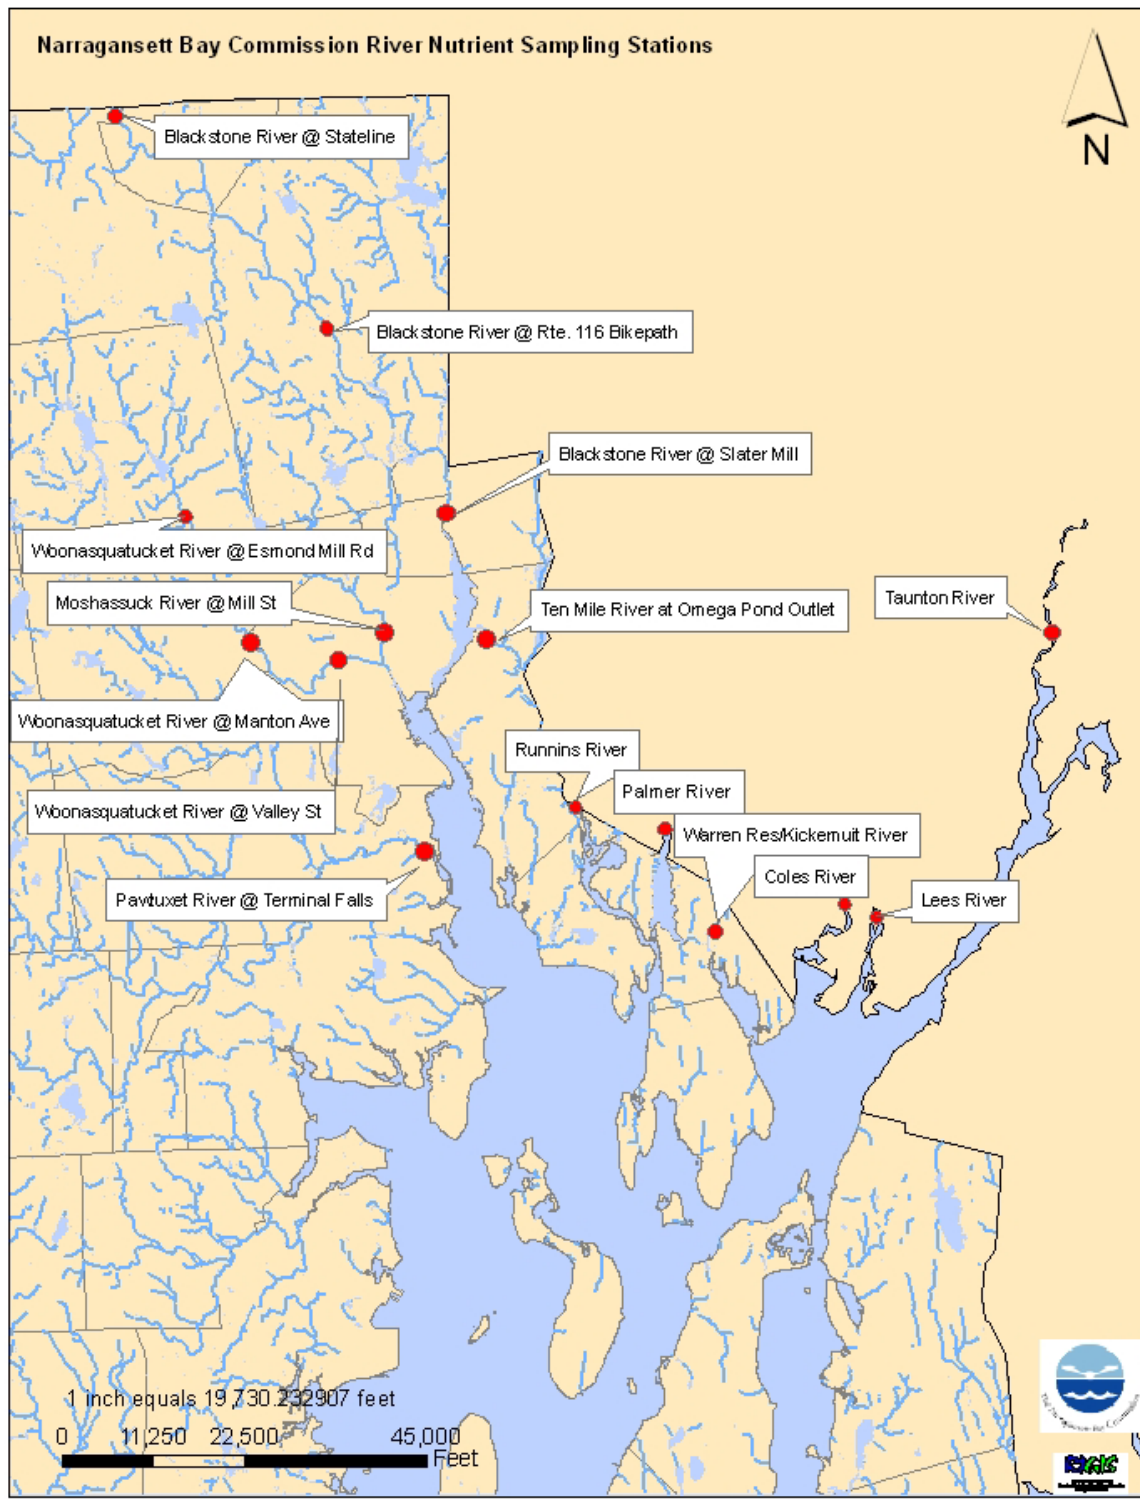 Narragansett Bay Commission River Nutrient Sampling Stations
N
Blackstone River @ Stateline
Blackstone River @ Rte. 116 Bikepath
Blackstone River @ Slater Mill
Woonasquatucket River @ Esmond Mill Rd
Moshassuck River @ Mill St
Ten Mile River at Omega Pond Outlet
Taunton River
Woonasquatucket River @ Manton Ave
Runnins River
Palmer River
Woonasquatucket River @ Valley St
Warren Res/Kickemuit River
Coles River
Pawtuxet River @ Terminal Falls
Lees River
1 inch equals 19,730.232907 feet
0 11,250 22,500 45,000
Feet
RIGIS